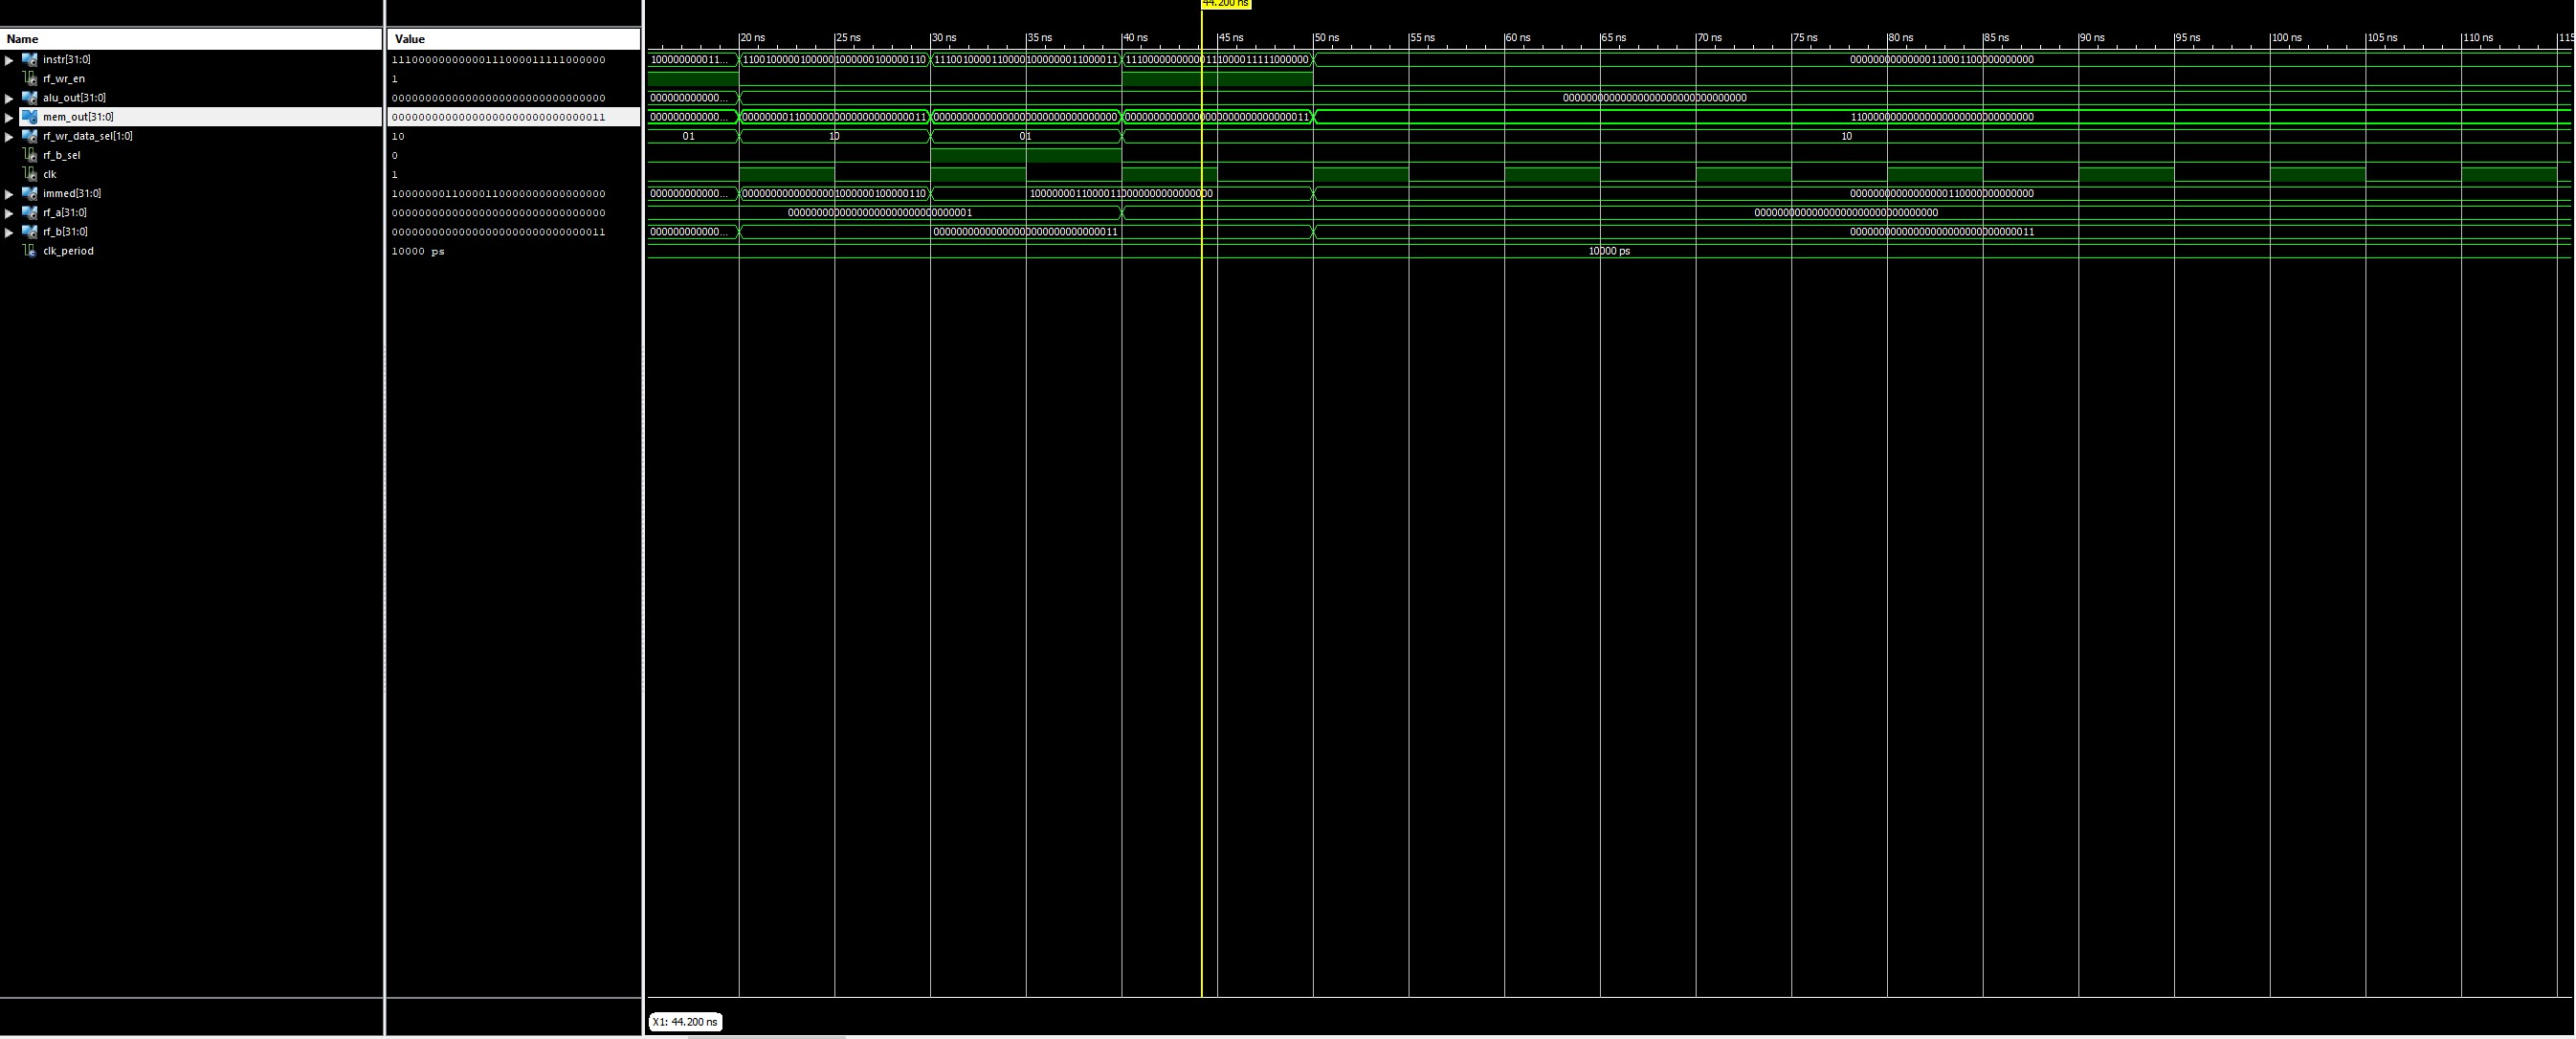 44.200 ns
Name Value 20 ns 25 ns 30 ns 35 ns 40 ns 45 ns 50 ns 55 ns 60 ns 65 ns 70 ns 75 ns 80 ns 85 ns 90 ns 95 ns 100 ns 105 ns 110 ns 115
instr[31:0] 11100000000000111000011111000000 100000000011... 11001000001000001000000100000110 11100100001100001000000011000011 11100000000000111000011111000000 00000000000000110001100000000000
rf_wr_en 1
alu_out[31:0] 00000000000000000000000000000000 000000000000... 00000000000000000000000000000000
mem_out[31:0] 00000000000000000000000000000011 000000000000... 00000000110000000000000000000011 00000000000000000000000000000000 00000000000000000000000000000011 11000000000000000000000000000000
rf_wr_data_sel[1:0] 10 01 10 01 10
rf_b_sel 0
clk 1
immed[31:0] 10000000110000110000000000000000 000000000000... 00000000000000001000000100000110 10000000110000110000000000000000 00000000000000000011000000000000
rf_a[31:0] 00000000000000000000000000000000 00000000000000000000000000000001 00000000000000000000000000000000
rf_b[31:0] 00000000000000000000000000000011 000000000000... 00000000000000000000000000000011 00000000000000000000000000000011
clk_period 10000 ps 10000 ps
X1: 44.200 ns